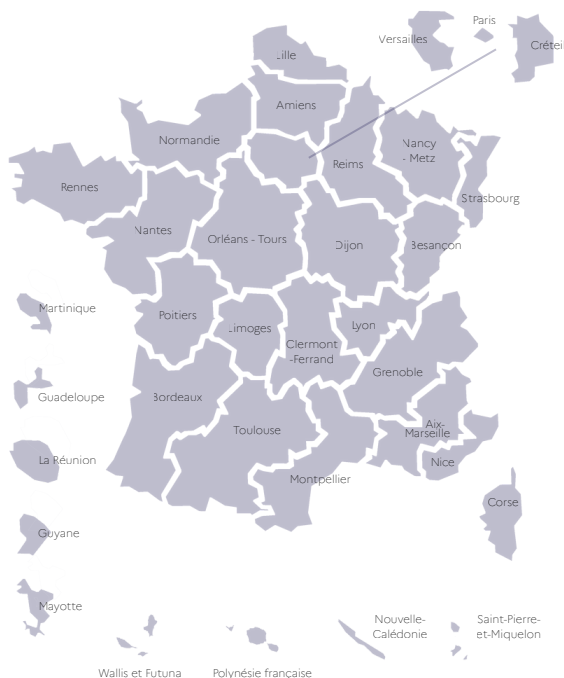 Paris
Versailles
Créteil
Lille
Amiens
Normandie
Nancy
- Metz
Reims
Rennes
Strasbourg
Nantes
Orléans - Tours
Dijon
Besançon
Martinique
Poitiers
Limoges
Lyon
Clermont
-Ferrand
Grenoble
Guadeloupe
Bordeaux
Toulouse
Aix-
Marseille
La Réunion
Nice
Montpellier
Corse
Guyane
Mayotte
Nouvelle-
Calédonie
Saint-Pierre-
et-Miquelon
Wallis et Futuna
Polynésie française